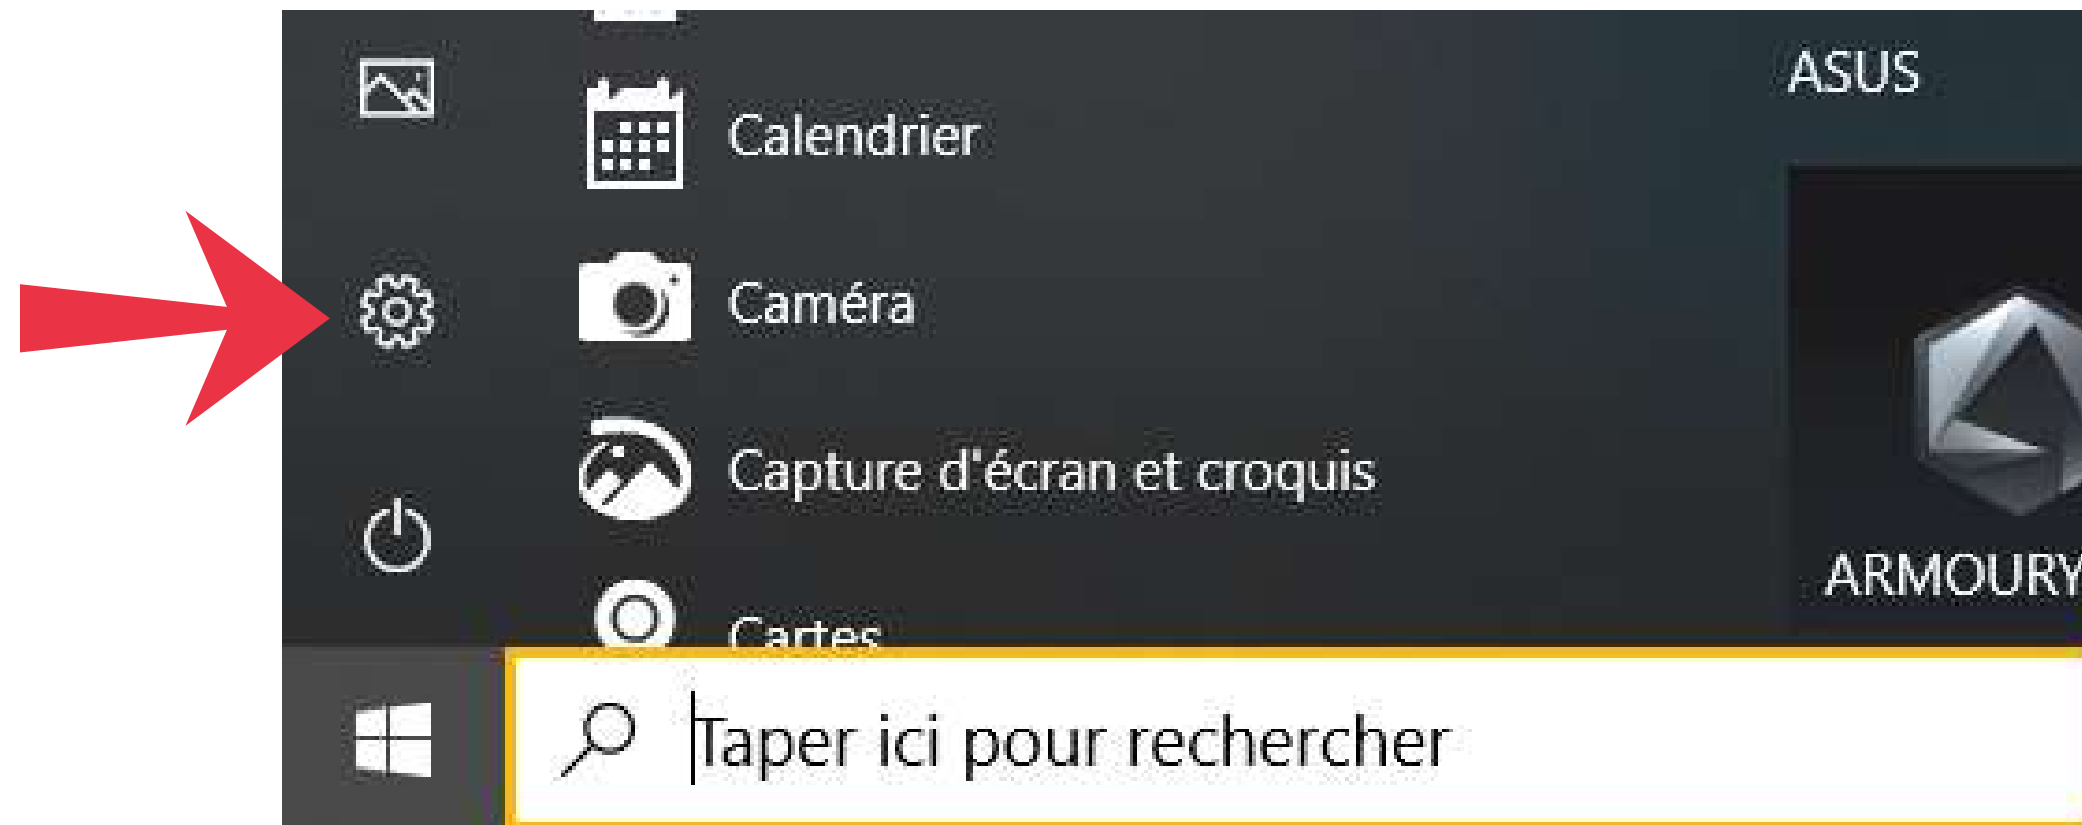 ASUS
Calendrier
Caméra
Capture d'écran et croquis
ARMOURY
Cartes
Taper ici pour rechercher